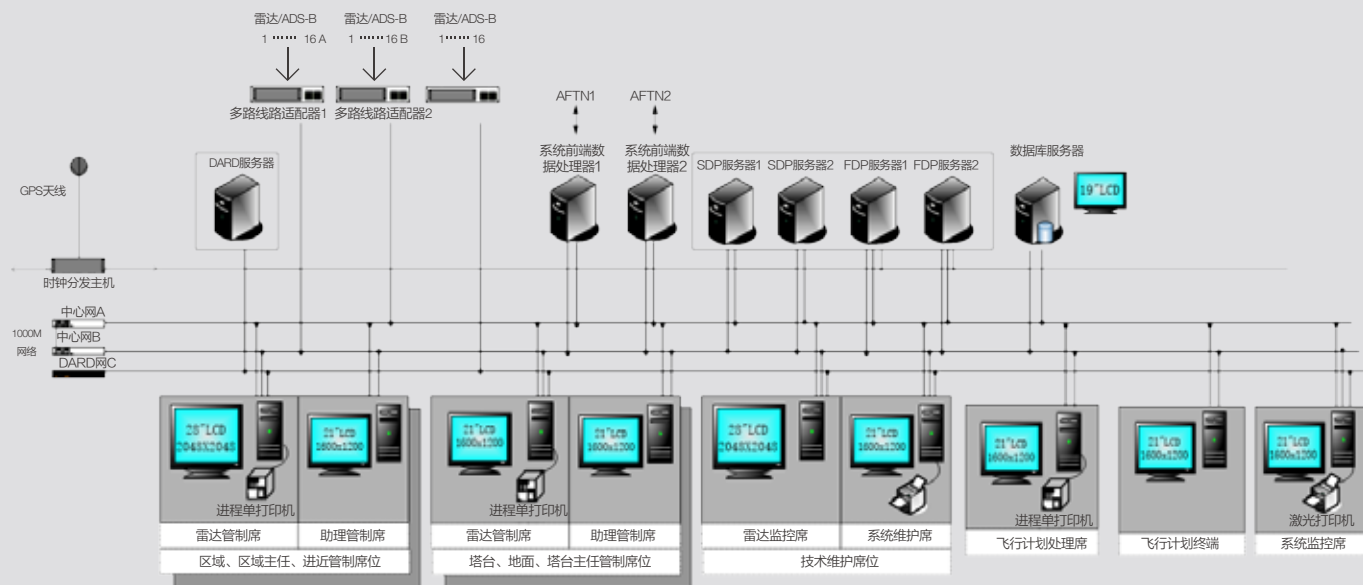 雷达/ADS-B
1 ······ 16 A
雷达/ADS-B
1 ······ 16 B
雷达/ADS-B
1 ······ 16
多路线路适配器1
多路线路适配器2
AFTN1
AFTN2
GPS天线
时钟分发主机
DARD服务器
系统前端数
据处理器1
系统前端数
据处理器2
SDP服务器1
SDP服务器2
FDP服务器1
FDP服务器2
数据库服务器
19"LCD
1000M
网络
中心网A
中心网B
DARD网C
28"LCD
2048X2048
进程单打印机
21"LCD
1600x1200
雷达管制席
助理管制席
区域、区域主任、进近管制席位
21"LCD
1600x1200
进程单打印机
21"LCD
1600x1200
雷达管制席
助理管制席
塔台、地面、塔台主任管制席位
28"LCD
2048X2048
21"LCD
1600x1200
雷达监控席
系统维护席
技术维护席位
21"LCD
1600x1200
进程单打印机
飞行计划处理席
21"LCD
1600x1200
飞行计划终端
21"LCD
1600x1200
激光打印机
系统监控席